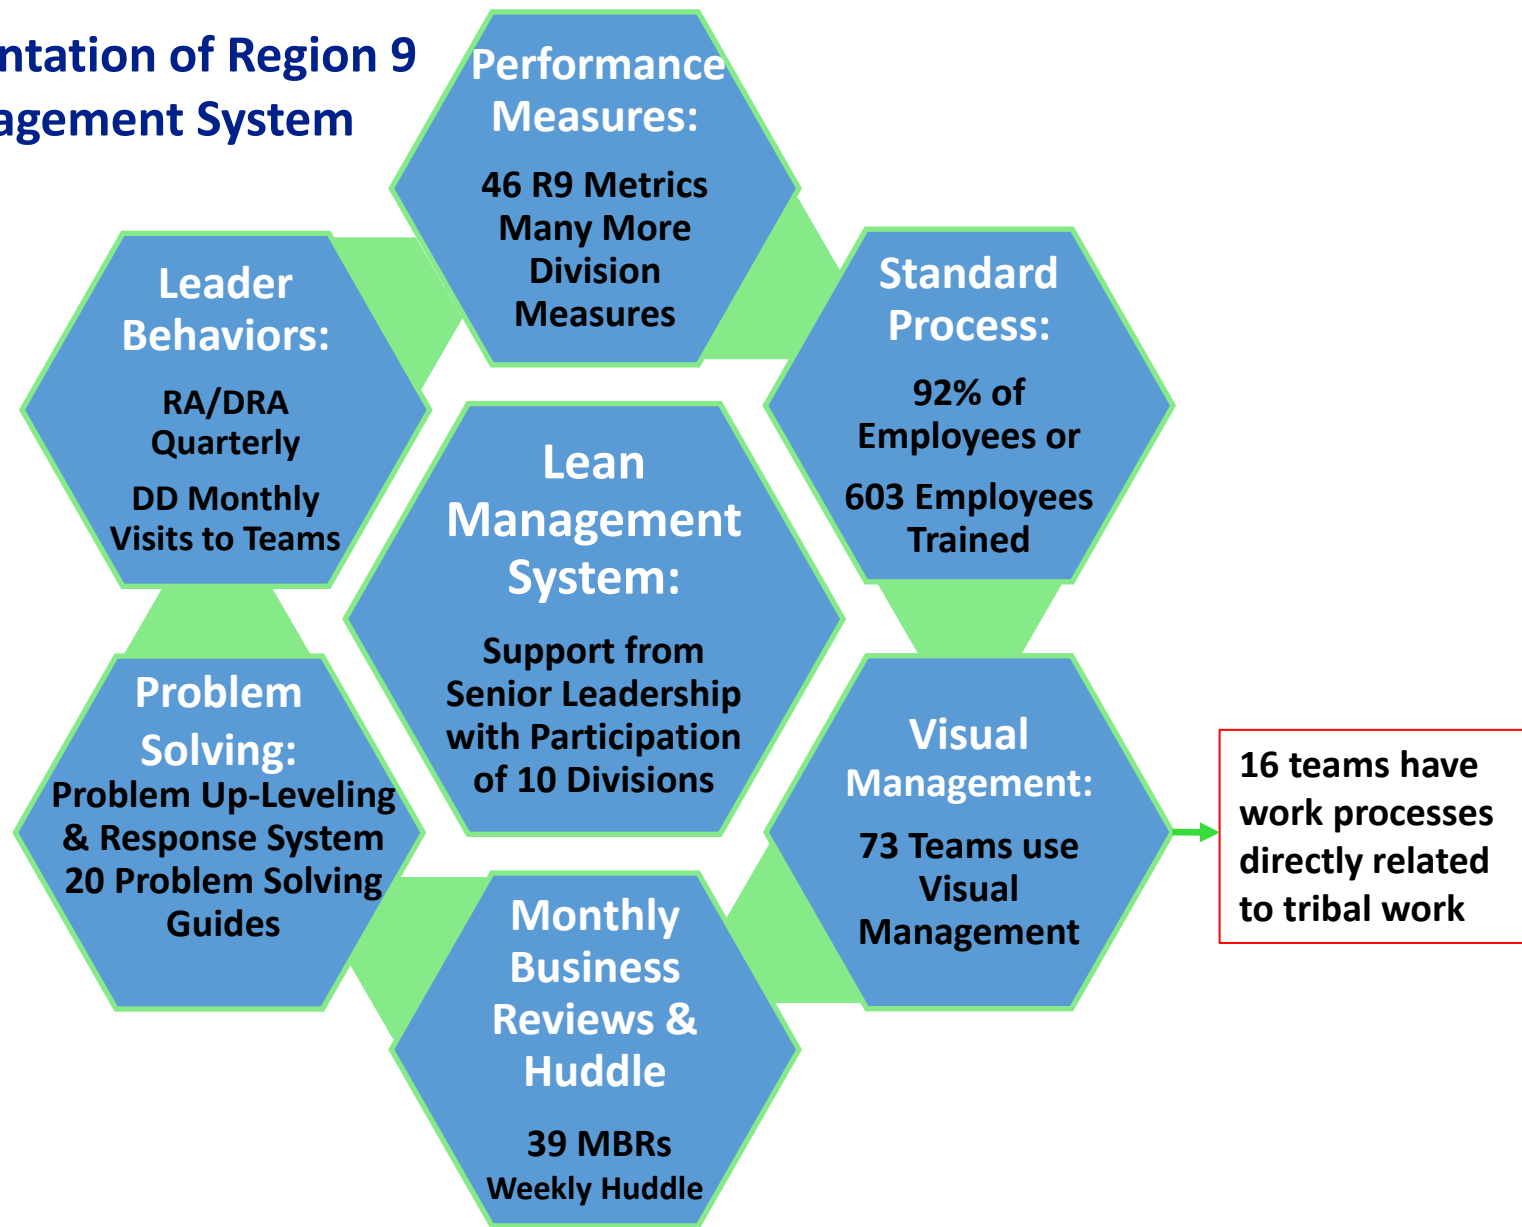 ntation of Region 9
agement System
Performance
Measures:
46 R9 Metrics
Many More
Division
Measures
Leader
Behaviors:
RA/DRA
Quarterly
DD Monthly
Visits to Teams
Standard
Process:
92% of
Employees or
603 Employees
Trained
Lean
Management
System:
Support from
Senior Leadership
with Participation
of 10 Divisions
Problem
Solving:
Problem Up-Leveling
& Response System
20 Problem Solving
Guides
Visual
Management:
73 Teams use
Visual
Management
16 teams have
work processes
directly related
to tribal work
Monthly
Business
Reviews &
Huddle
39 MBRs
Weekly Huddle